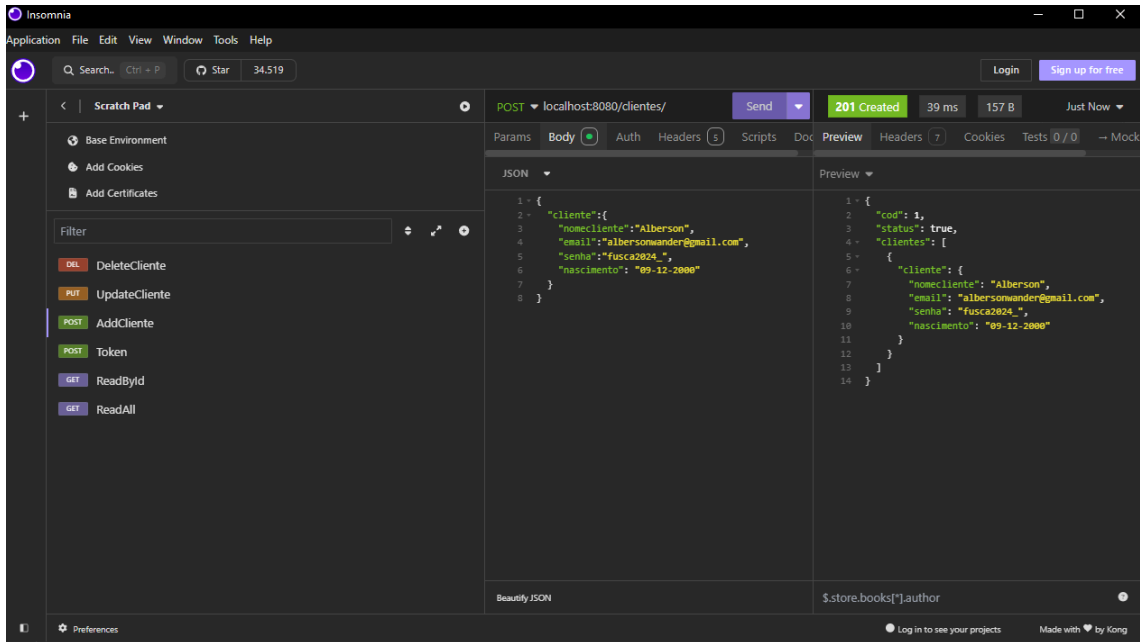 Insomnia
Application File Edit View Window Tools Help
Search.. Ctrl + P Star 34.519 Login Sign up for free
Scratch Pad
Base Environment
Add Cookies
Add Certificates
Filter
DEL DeleteCliente
PUT UpdateCliente
POST AddCliente
POST Token
GET ReadById
GET ReadAll
POST localhost:8080/clientes/ Send
Params Body Auth Headers 5 Scripts Doc
JSON
1 {
2 "cliente":{
3 "nomecliente":"Alberson",
4 "email":"albersonwander@gmail.com",
5 "senha":"fusca2024_",
6 "nascimento": "09-12-2000"
7 }
8 }
Beautify JSON
201 Created 39 ms 157 B Just Now
Preview Headers 7 Cookies Tests 0 / 0 → Mock
Preview
1 {
2 "cod": 1,
3 "status": true,
4 "clientes": [
5 {
6 "cliente": {
7 "nomecliente": "Alberson",
8 "email": "albersonwander@gmail.com",
9 "senha": "fusca2024_",
10 "nascimento": "09-12-2000"
11 }
12 }
13 ]
14 }
$.store.books[*].author
Preferences Log in to see your projects Made with ♥ by Kong